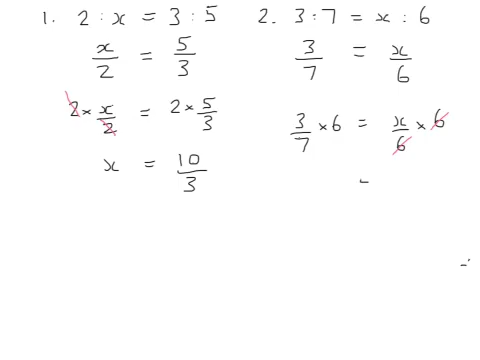 1. 2 : x = 3 : 5
x/2 = 5/3
2 × x/2 = 2 × 5/3
x = 10/3
2. 3 : 7 = x : 6
3/7 = x/6
3/7 × 6 = x/6 × 6